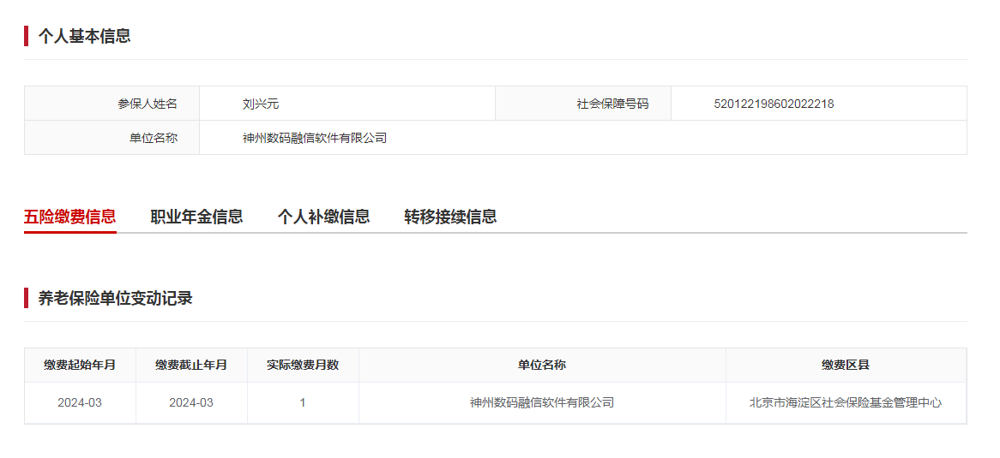 个人基本信息
参保人姓名 刘兴元 社会保障号码 520122198602022218
单位名称 神州数码融信软件有限公司
五险缴费信息 职业年金信息 个人补缴信息 转移接续信息
养老保险单位变动记录
缴费起始年月 缴费截止年月 实际缴费月数 单位名称 缴费区县
2024-03 2024-03 1 神州数码融信软件有限公司 北京市海淀区社会保险基金管理中心